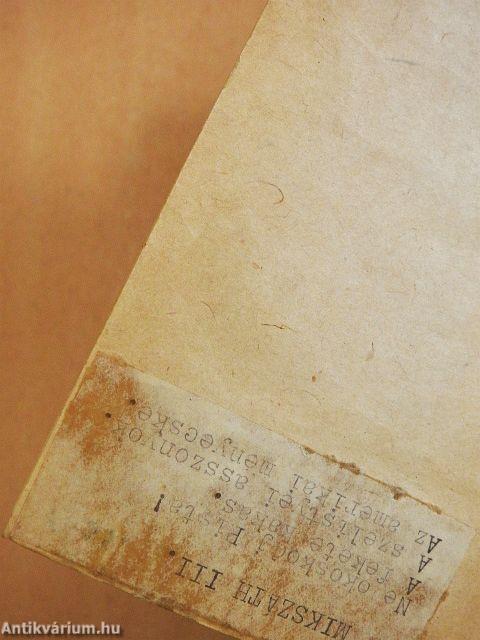 MIKSZÁTH III.
Ne okoskodj Pista!
A fekete kakas.
A szelistyei asszonyok.
Az amerikai menyecske.
Antikvárium.hu